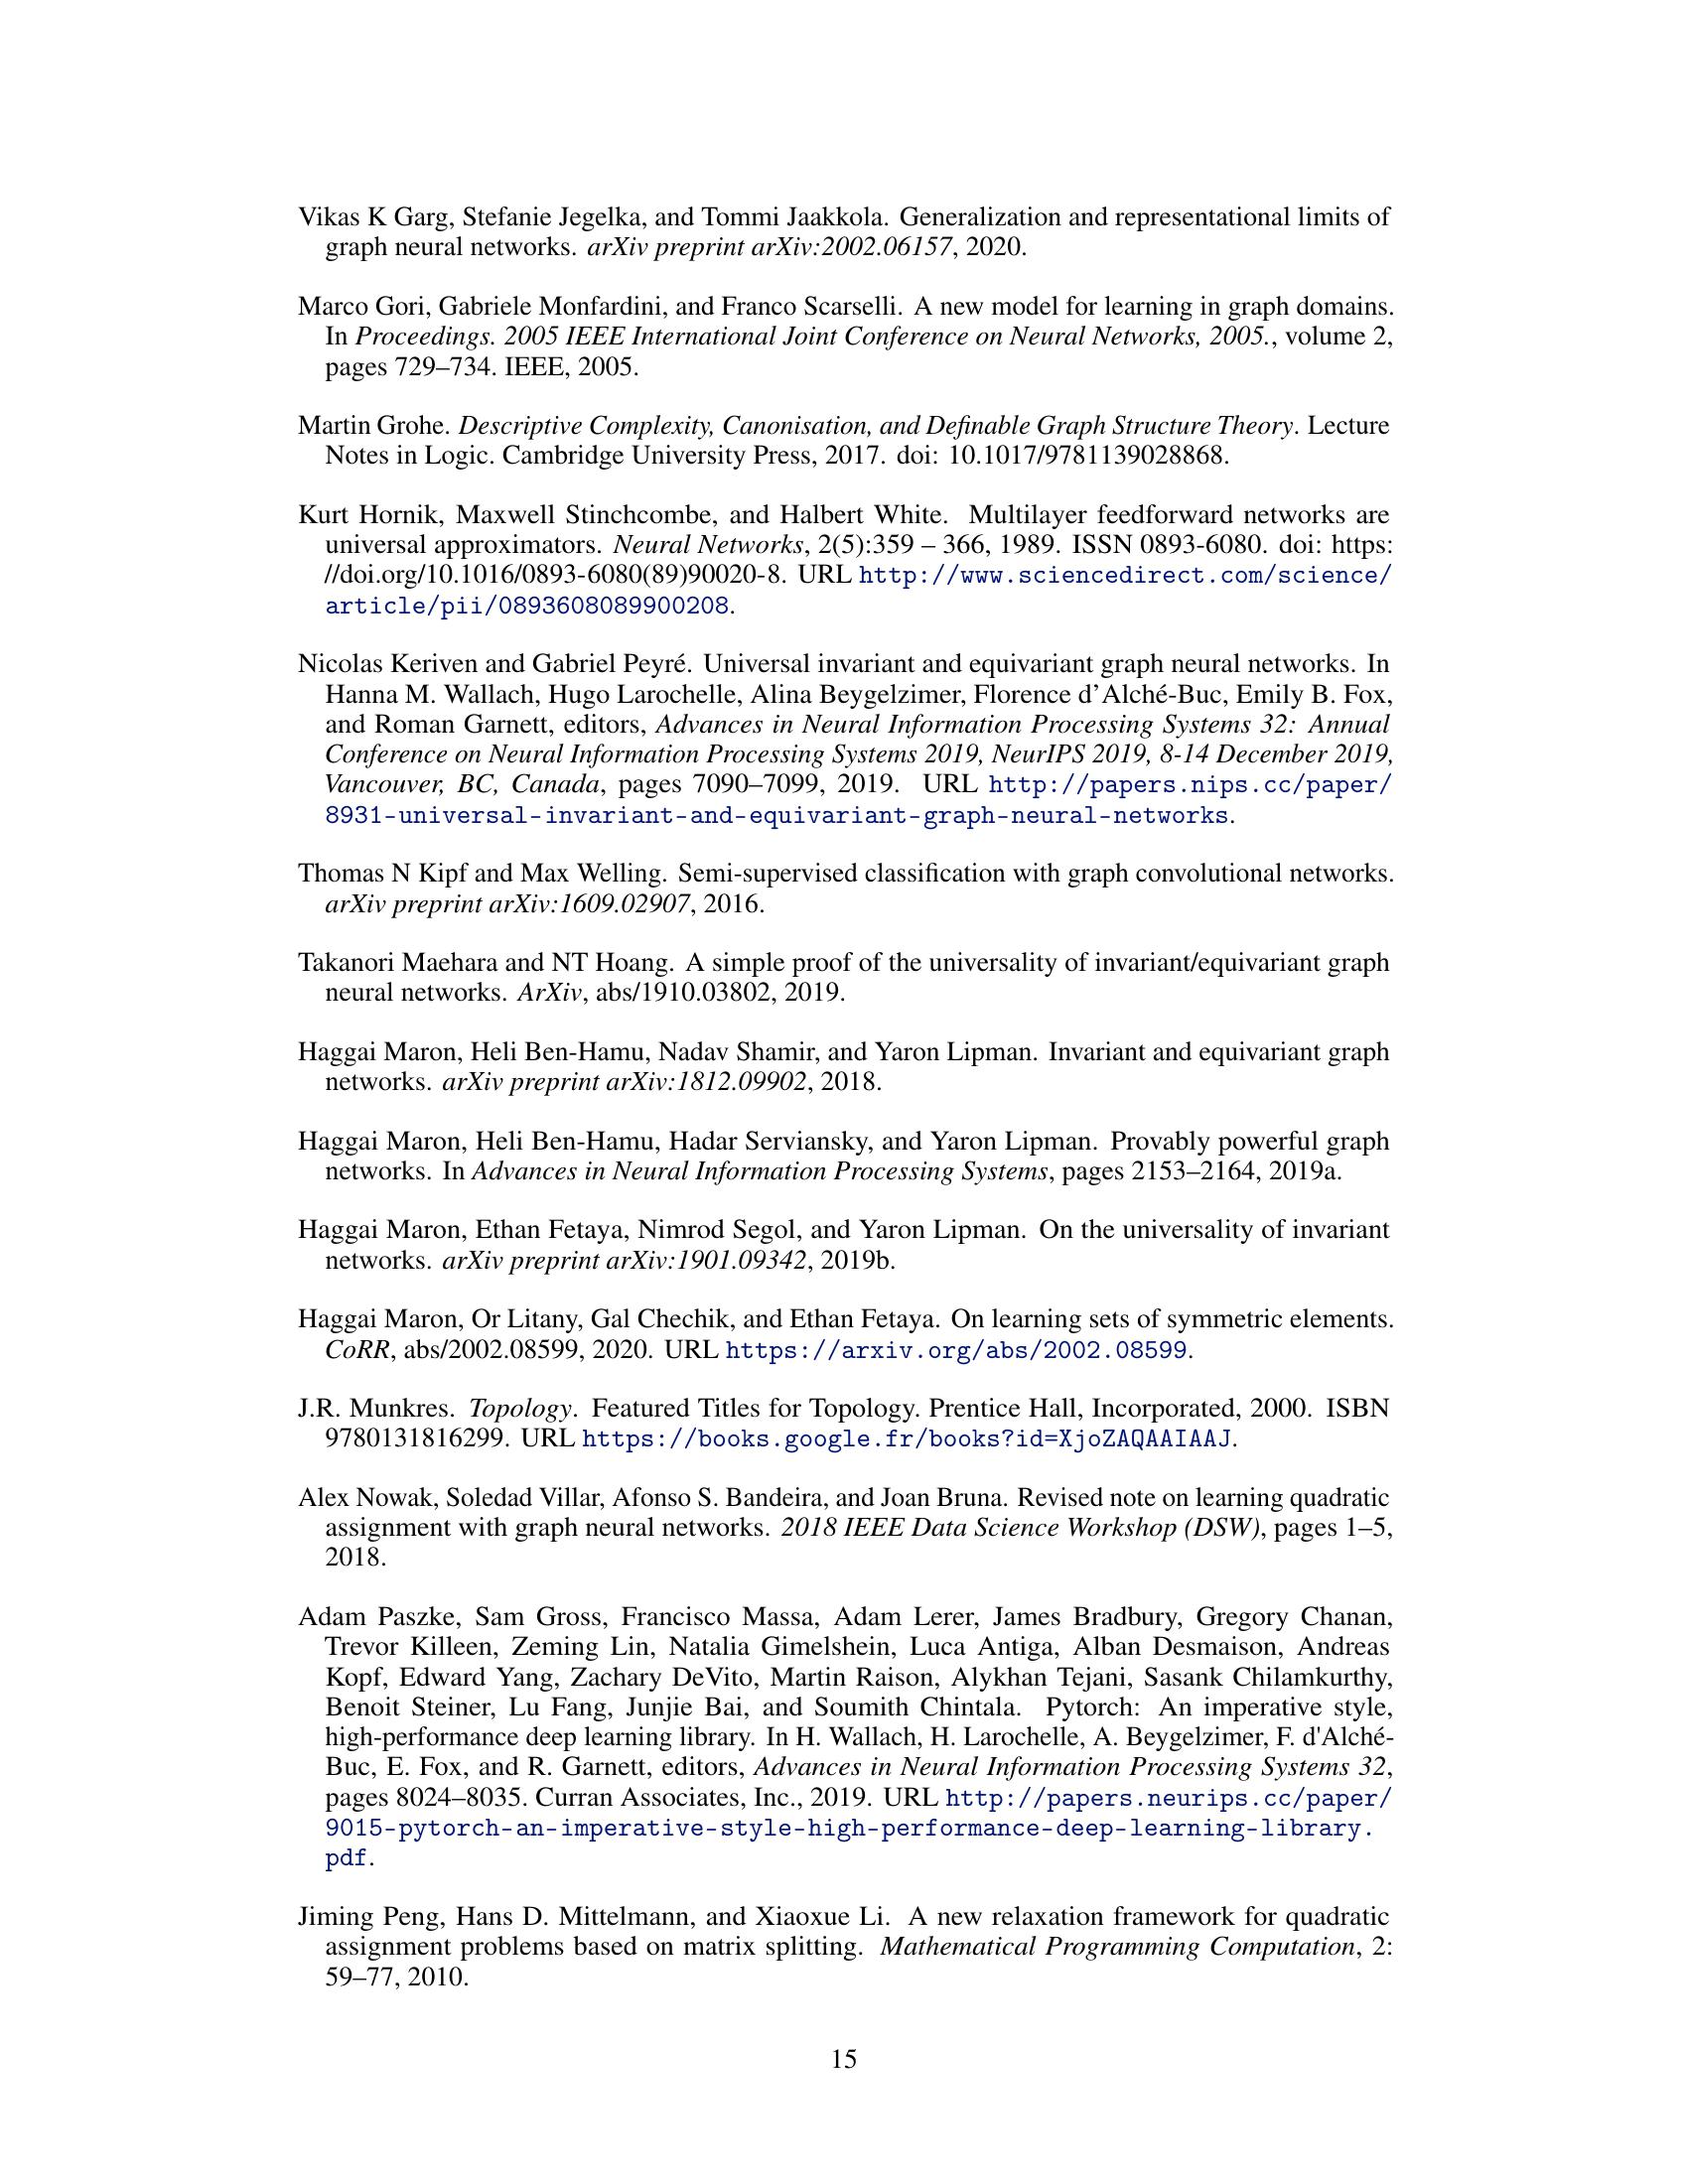 Vikas K Garg, Stefanie Jegelka, and Tommi Jaakkola. Generalization and representational limits of
graph neural networks. arXiv preprint arXiv:2002.06157, 2020.
Marco Gori, Gabriele Monfardini, and Franco Scarselli. A new model for learning in graph domains.
In Proceedings. 2005 IEEE International Joint Conference on Neural Networks, 2005., volume 2,
pages 729–734. IEEE, 2005.
Martin Grohe. Descriptive Complexity, Canonisation, and Definable Graph Structure Theory. Lecture
Notes in Logic. Cambridge University Press, 2017. doi: 10.1017/9781139028868.
Kurt Hornik, Maxwell Stinchcombe, and Halbert White. Multilayer feedforward networks are
universal approximators. Neural Networks, 2(5):359 – 366, 1989. ISSN 0893-6080. doi: https:
//doi.org/10.1016/0893-6080(89)90020-8. URL http://www.sciencedirect.com/science/
article/pii/0893608089900208.
Nicolas Keriven and Gabriel Peyré. Universal invariant and equivariant graph neural networks. In
Hanna M. Wallach, Hugo Larochelle, Alina Beygelzimer, Florence d’Alché-Buc, Emily B. Fox,
and Roman Garnett, editors, Advances in Neural Information Processing Systems 32: Annual
Conference on Neural Information Processing Systems 2019, NeurIPS 2019, 8-14 December 2019,
Vancouver, BC, Canada, pages 7090–7099, 2019. URL http://papers.nips.cc/paper/
8931-universal-invariant-and-equivariant-graph-neural-networks.
Thomas N Kipf and Max Welling. Semi-supervised classification with graph convolutional networks.
arXiv preprint arXiv:1609.02907, 2016.
Takanori Maehara and NT Hoang. A simple proof of the universality of invariant/equivariant graph
neural networks. ArXiv, abs/1910.03802, 2019.
Haggai Maron, Heli Ben-Hamu, Nadav Shamir, and Yaron Lipman. Invariant and equivariant graph
networks. arXiv preprint arXiv:1812.09902, 2018.
Haggai Maron, Heli Ben-Hamu, Hadar Serviansky, and Yaron Lipman. Provably powerful graph
networks. In Advances in Neural Information Processing Systems, pages 2153–2164, 2019a.
Haggai Maron, Ethan Fetaya, Nimrod Segol, and Yaron Lipman. On the universality of invariant
networks. arXiv preprint arXiv:1901.09342, 2019b.
Haggai Maron, Or Litany, Gal Chechik, and Ethan Fetaya. On learning sets of symmetric elements.
CoRR, abs/2002.08599, 2020. URL https://arxiv.org/abs/2002.08599.
J.R. Munkres. Topology. Featured Titles for Topology. Prentice Hall, Incorporated, 2000. ISBN
9780131816299. URL https://books.google.fr/books?id=XjoZAQAAIAAJ.
Alex Nowak, Soledad Villar, Afonso S. Bandeira, and Joan Bruna. Revised note on learning quadratic
assignment with graph neural networks. 2018 IEEE Data Science Workshop (DSW), pages 1–5,
2018.
Adam Paszke, Sam Gross, Francisco Massa, Adam Lerer, James Bradbury, Gregory Chanan,
Trevor Killeen, Zeming Lin, Natalia Gimelshein, Luca Antiga, Alban Desmaison, Andreas
Kopf, Edward Yang, Zachary DeVito, Martin Raison, Alykhan Tejani, Sasank Chilamkurthy,
Benoit Steiner, Lu Fang, Junjie Bai, and Soumith Chintala. Pytorch: An imperative style,
high-performance deep learning library. In H. Wallach, H. Larochelle, A. Beygelzimer, F. d'Alché-
Buc, E. Fox, and R. Garnett, editors, Advances in Neural Information Processing Systems 32,
pages 8024–8035. Curran Associates, Inc., 2019. URL http://papers.neurips.cc/paper/
9015-pytorch-an-imperative-style-high-performance-deep-learning-library.
pdf.
Jiming Peng, Hans D. Mittelmann, and Xiaoxue Li. A new relaxation framework for quadratic
assignment problems based on matrix splitting. Mathematical Programming Computation, 2:
59–77, 2010.
15